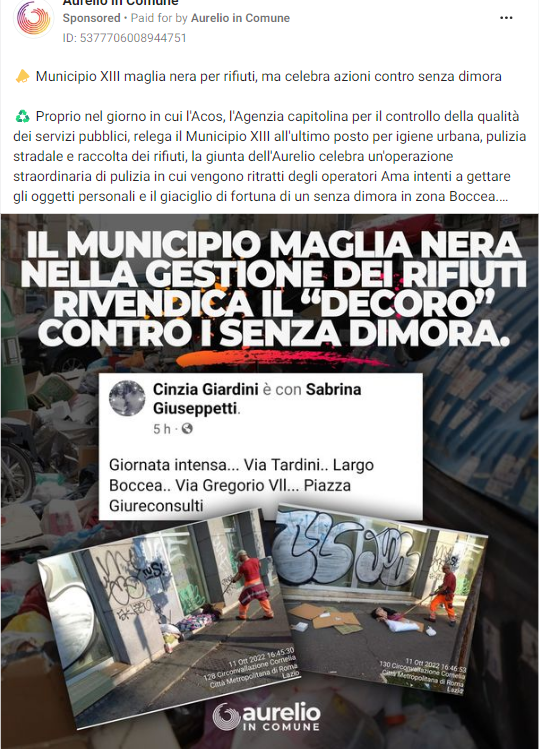 Aurelio in Comune
Sponsored • Paid for by Aurelio in Comune
ID: 5377706008944751
Municipio XIII maglia nera per rifiuti, ma celebra azioni contro senza dimora
Proprio nel giorno in cui l'Acos, l'Agenzia capitolina per il controllo della qualità
dei servizi pubblici, relega il Municipio XIII all'ultimo posto per igiene urbana, pulizia
stradale e raccolta dei rifiuti, la giunta dell'Aurelio celebra un'operazione
straordinaria di pulizia in cui vengono ritratti degli operatori Ama intenti a gettare
gli oggetti personali e il giaciglio di fortuna di un senza dimora in zona Boccea....
IL MUNICIPIO MAGLIA NERA
NELLA GESTIONE DEI RIFIUTI
RIVENDICA IL “DECORO”
CONTRO I SENZA DIMORA.
Cinzia Giardini è con Sabrina
Giuseppetti.
5 h ·
Giornata intensa... Via Tardini.. Largo
Boccea.. Via Gregorio Vll... Piazza
Giureconsulti
11 Ott 2022 16:45:30
128 Circonvallazione Cornelia
Città Metropolitana di Roma
Lazio
11 Ott 2022 16:46:53
130 Circonvallazione Cornelia
Città Metropolitana di Roma
Lazio
aurelio
IN COMUNE